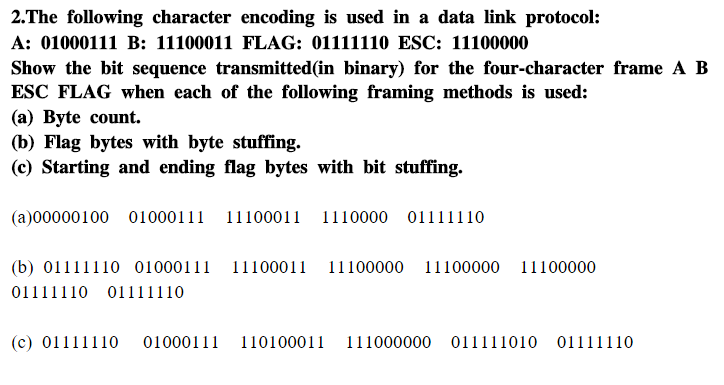 2.The following character encoding is used in a data link protocol:
A: 01000111 B: 11100011 FLAG: 01111110 ESC: 11100000
Show the bit sequence transmitted(in binary) for the four-character frame A B
ESC FLAG when each of the following framing methods is used:
(a) Byte count.
(b) Flag bytes with byte stuffing.
(c) Starting and ending flag bytes with bit stuffing.
(a)00000100 01000111 11100011 1110000 01111110
(b) 01111110 01000111 11100011 11100000 11100000 11100000
01111110 01111110
(c) 01111110 01000111 110100011 111000000 011111010 01111110